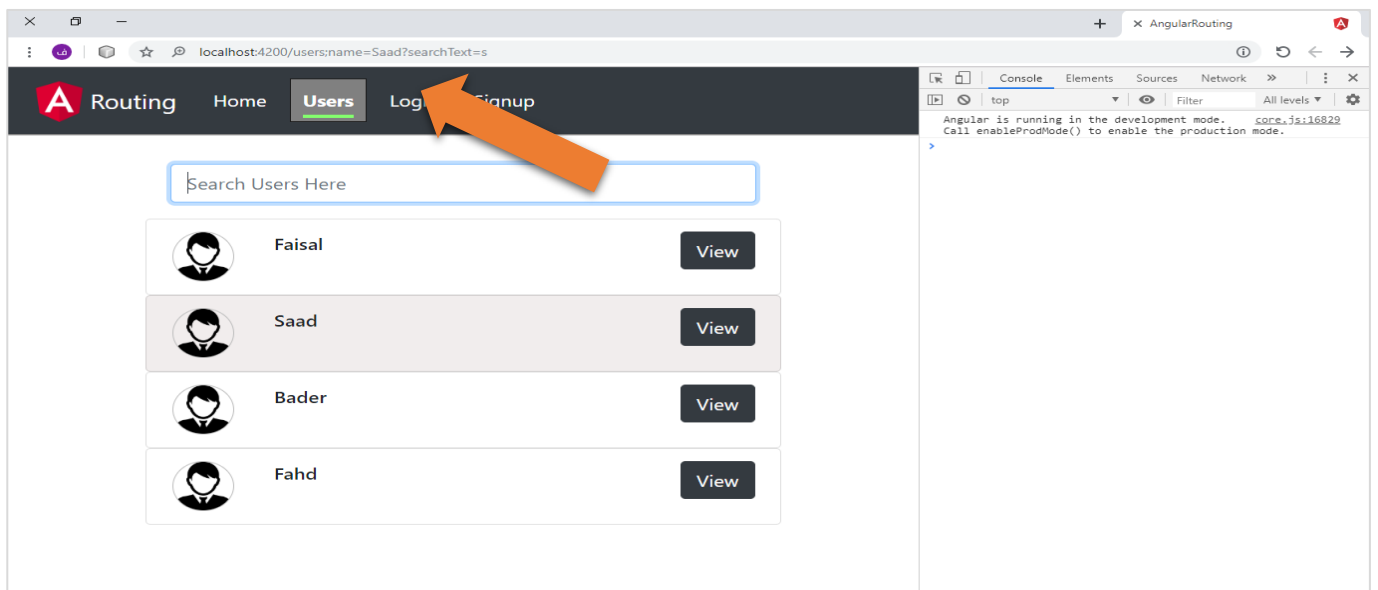 AngularRouting
localhost:4200/users;name=Saad?searchText=s
Routing Home Users Signup
Search Users Here
Faisal View
Saad View
Bader View
Fahd View
Console Elements Sources Network »
top Filter All levels
Angular is running in the development mode. core.js:16829
Call enableProdMode() to enable the production mode.